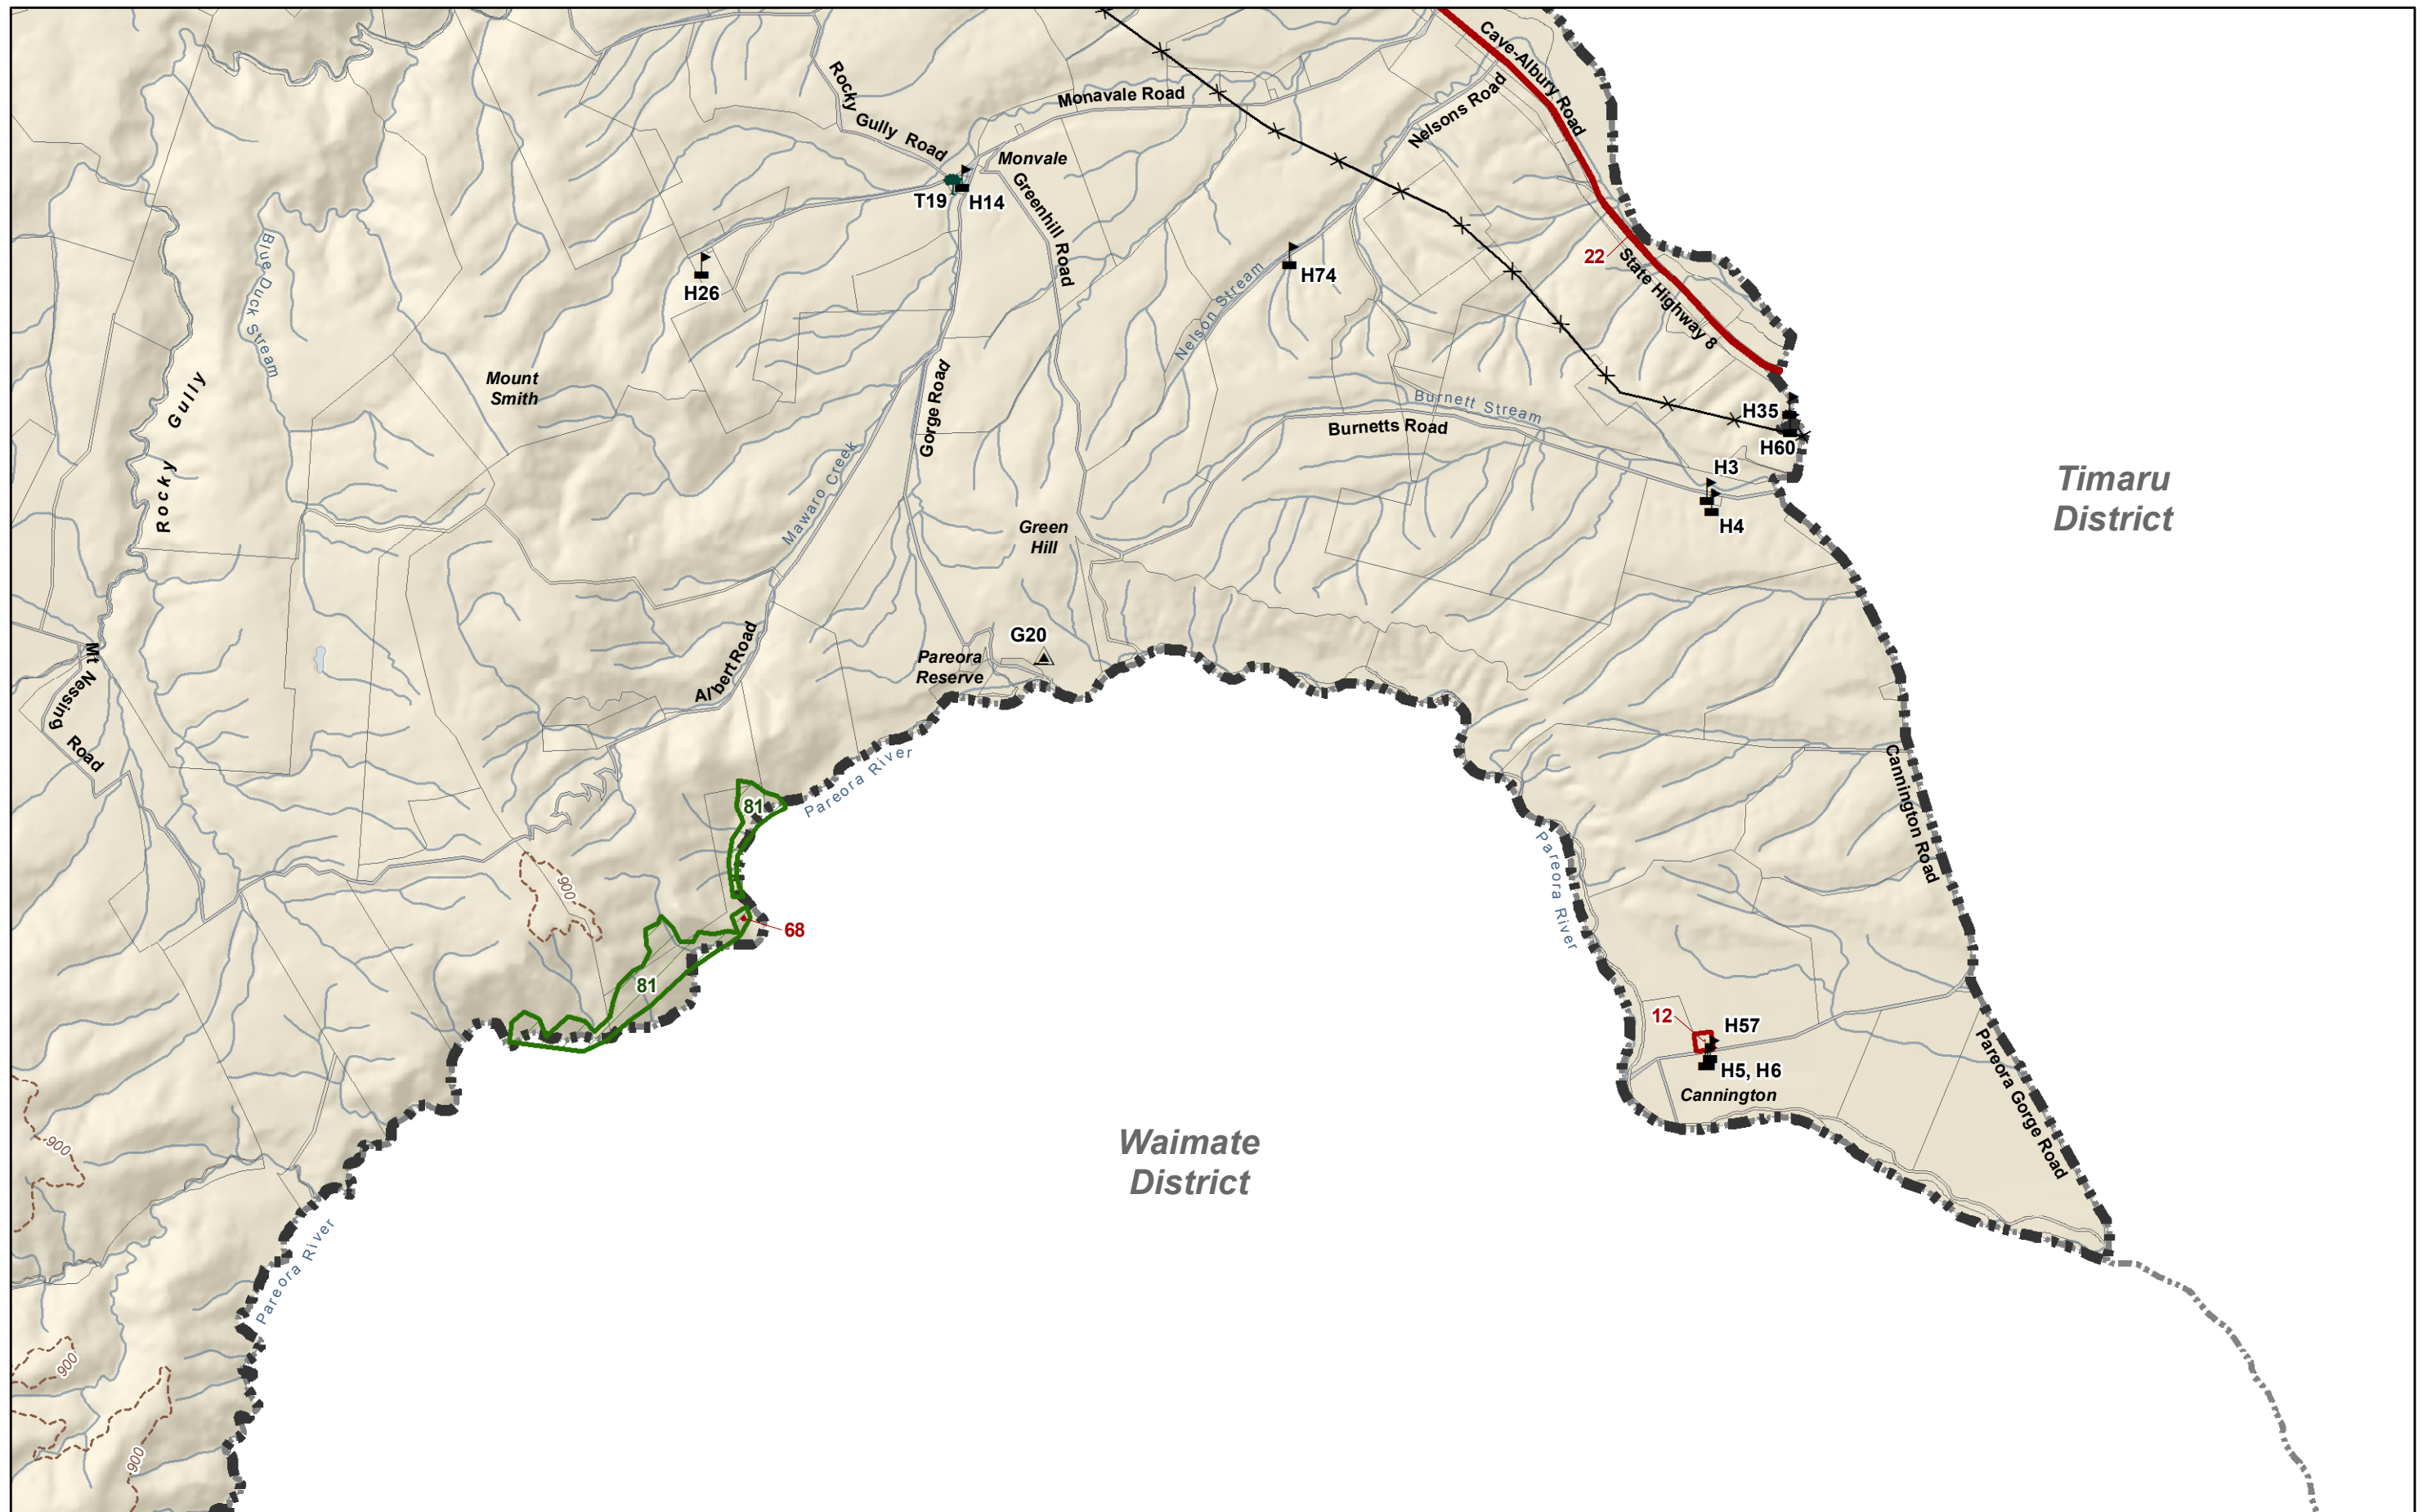 Cave-Albury Road
Rocky Gully Road
Monavale Road
Nelsons Road
Monvale
T19
H14
Greenhill Road
22
State Highway 8
Blue Duck Stream
H26
H74
Nelson Stream
Mount
Smith
Rocky Gully
Gorge Road
Burnett Stream
Burnetts Road
H35
H60
H3
H4
Timaru
District
Mawaro Creek
Green
Hill
G20
Pareora
Reserve
Albert Road
Mt Nessing Road
Pareora River
81
Cannington Road
Pareora River
900
68
81
12
H57
H5, H6
Cannington
Pareora Gorge Road
Waimate
District
900
Pareora River
900
900